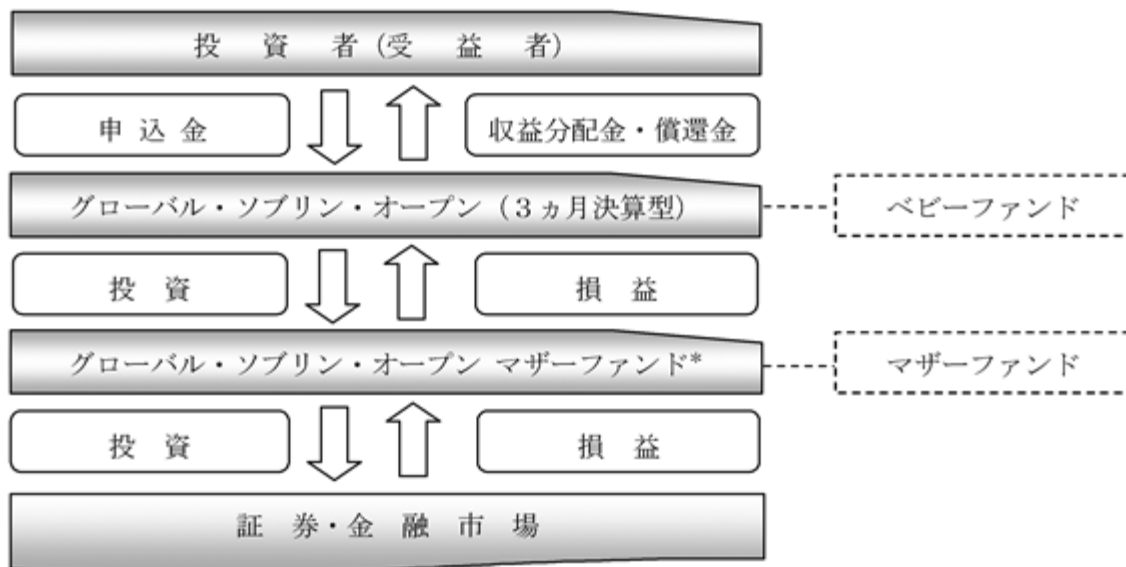 投資者(受益者)
申込金
収益分配金・償還金
グローバル・ソブリン・オープン(3ヵ月決算型)
ベビーファンド
投資
損益
グローバル・ソブリン・オープン マザーファンド*
マザーファンド
投資
損益
証券・金融市場